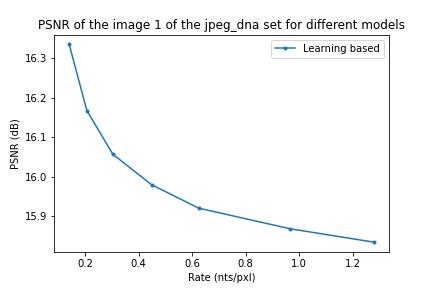 PSNR of the image 1 of the jpeg_dna set for different models
Learning based
16.3
16.2
16.1
16.0
15.9
PSNR (dB)
0.2 0.4 0.6 0.8 1.0 1.2
Rate (nts/pxl)